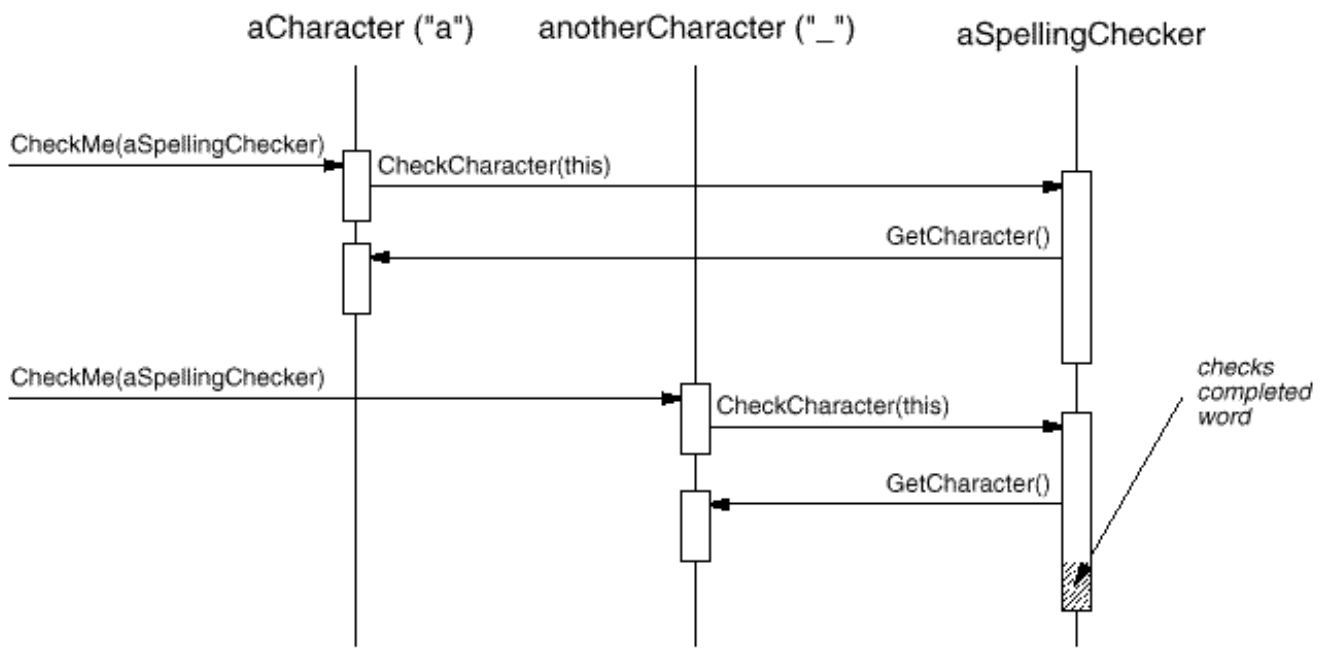 aCharacter ("a")
anotherCharacter ("_")
aSpellingChecker
CheckMe(aSpellingChecker)
CheckCharacter(this)
GetCharacter()
CheckMe(aSpellingChecker)
CheckCharacter(this)
GetCharacter()
checks
completed
word